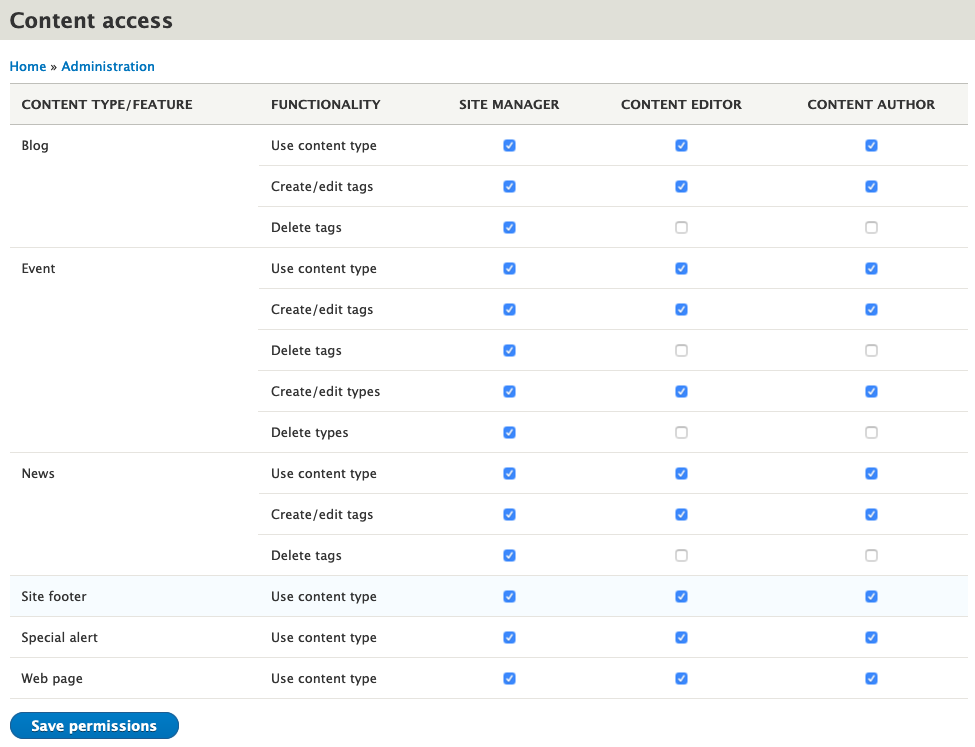 Content access
Home » Administration
CONTENT TYPE/FEATURE FUNCTIONALITY SITE MANAGER CONTENT EDITOR CONTENT AUTHOR
Blog Use content type
Create/edit tags
Delete tags
Event Use content type
Create/edit tags
Delete tags
Create/edit types
Delete types
News Use content type
Create/edit tags
Delete tags
Site footer Use content type
Special alert Use content type
Web page Use content type
Save permissions